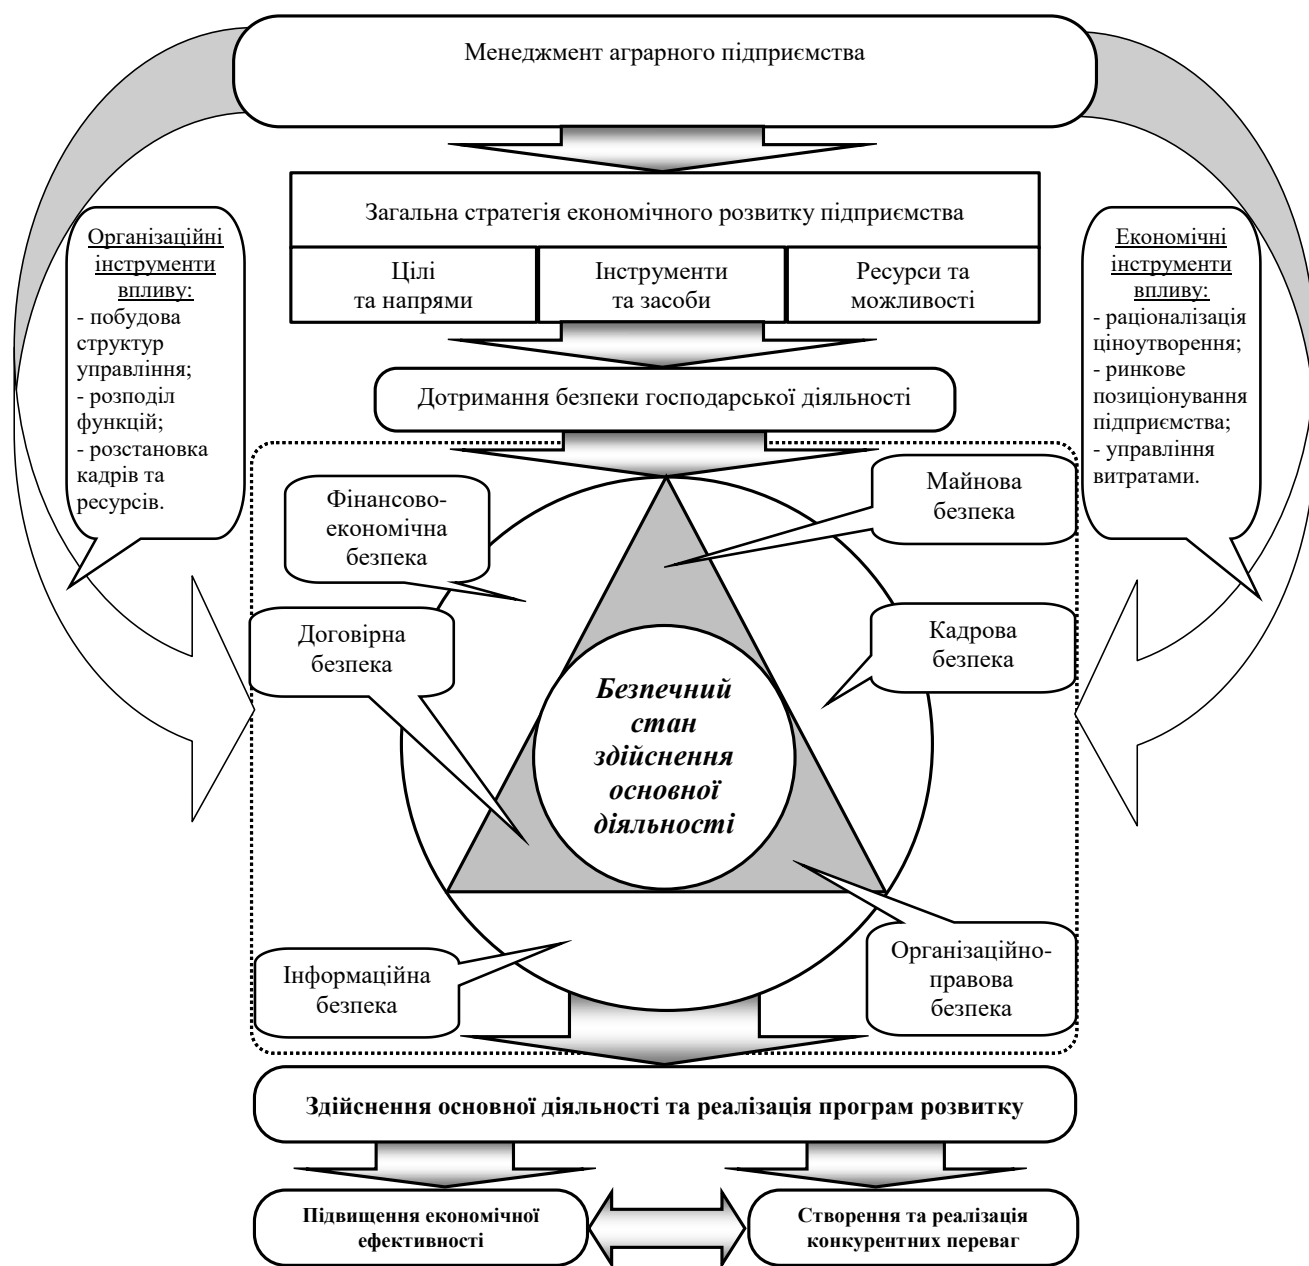 Менеджмент аграрного підприємства
Загальна стратегія економічного розвитку підприємства
Цілі
та напрями
Інструменти
та засоби
Ресурси та
можливості
Організаційні
інструменти
впливу:
- побудова
структур
управління;
- розподіл
функцій;
- розстановка
кадрів та
ресурсів.
Економічні
інструменти
впливу:
- раціоналізація
ціноутворення;
- ринкове
позиціонування
підприємства;
- управління
витратами.
Дотримання безпеки господарської діяльності
Фінансово-
економічна
безпека
Майнова
безпека
Договірна
безпека
Кадрова
безпека
Безпечний
стан
здійснення
основної
діяльності
Інформаційна
безпека
Організаційно-
правова
безпека
Здійснення основної діяльності та реалізація програм розвитку
Підвищення економічної
ефективності
Створення та реалізація
конкурентних переваг